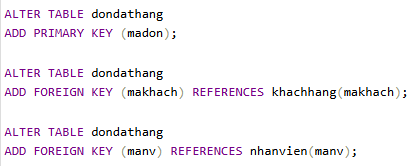 ALTER TABLE dondathang
ADD PRIMARY KEY (madon);
ALTER TABLE dondathang
ADD FOREIGN KEY (makhach) REFERENCES khachhang(makhach);
ALTER TABLE dondathang
ADD FOREIGN KEY (manv) REFERENCES nhanvien(manv);